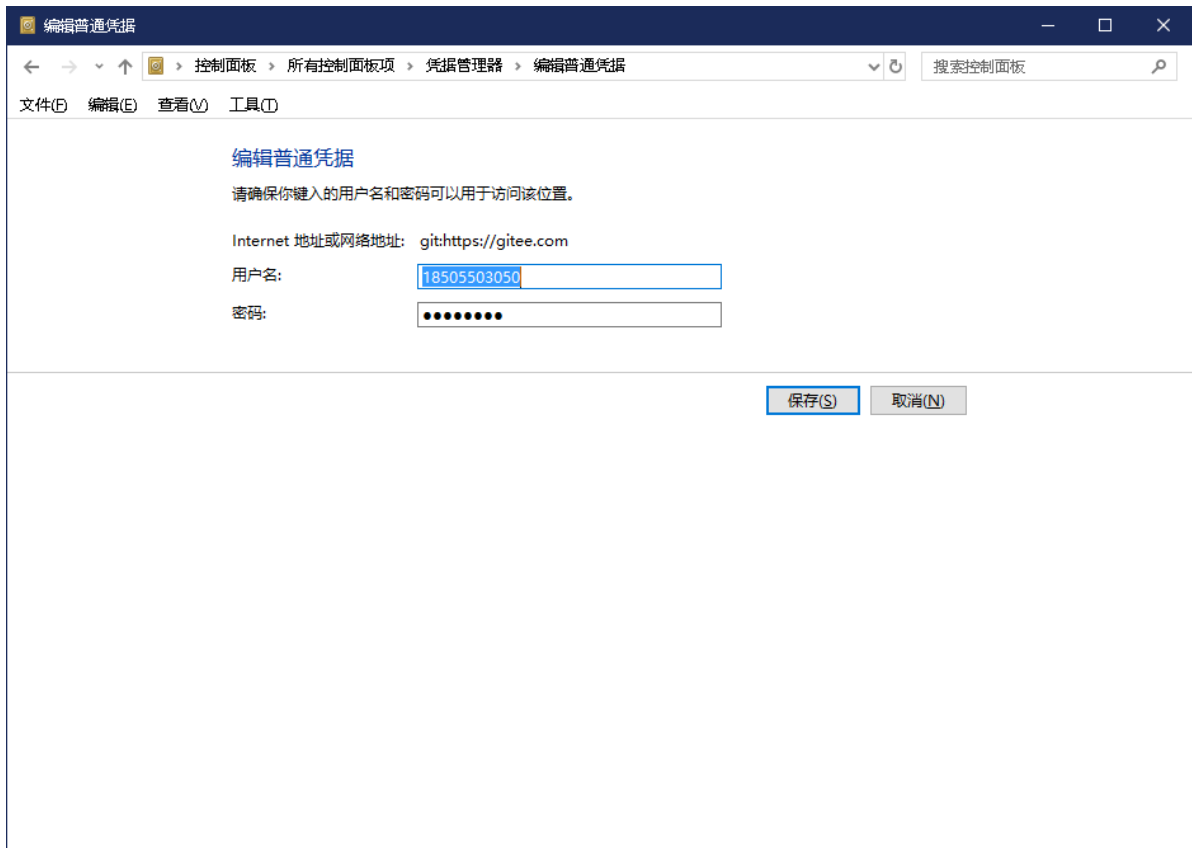 编辑普通凭据
控制面板 › 所有控制面板项 › 凭据管理器 › 编辑普通凭据
搜索控制面板
文件(F) 编辑(E) 查看(V) 工具(T)
编辑普通凭据
请确保你键入的用户名和密码可以用于访问该位置。
Internet 地址或网络地址: git:https://gitee.com
用户名: 18505503050
密码: ●●●●●●●●
保存(S) 取消(N)